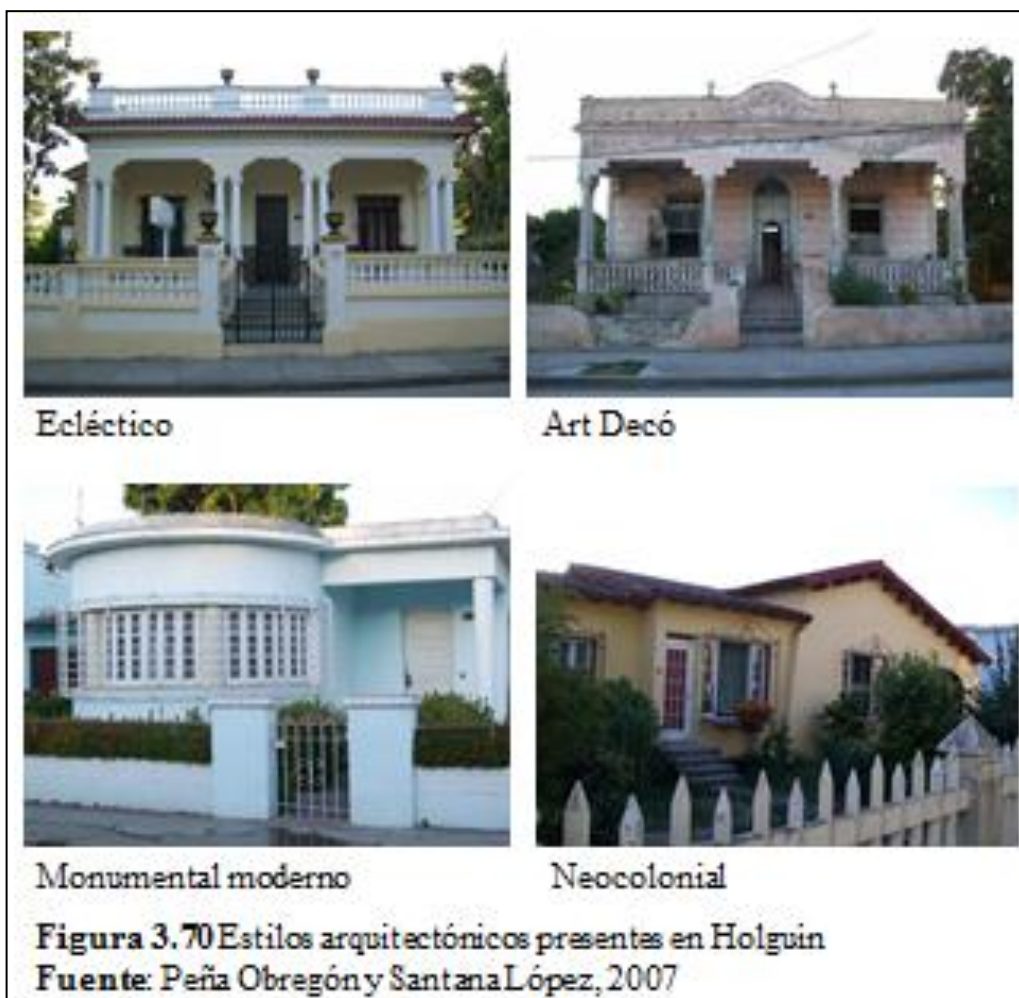 Ecléctico
Art Decó
Monumental moderno
Neocolonial
Figura 3.70 Estilos arquitectónicos presentes en Holguin
Fuente: Peña Obregón y Santana López, 2007